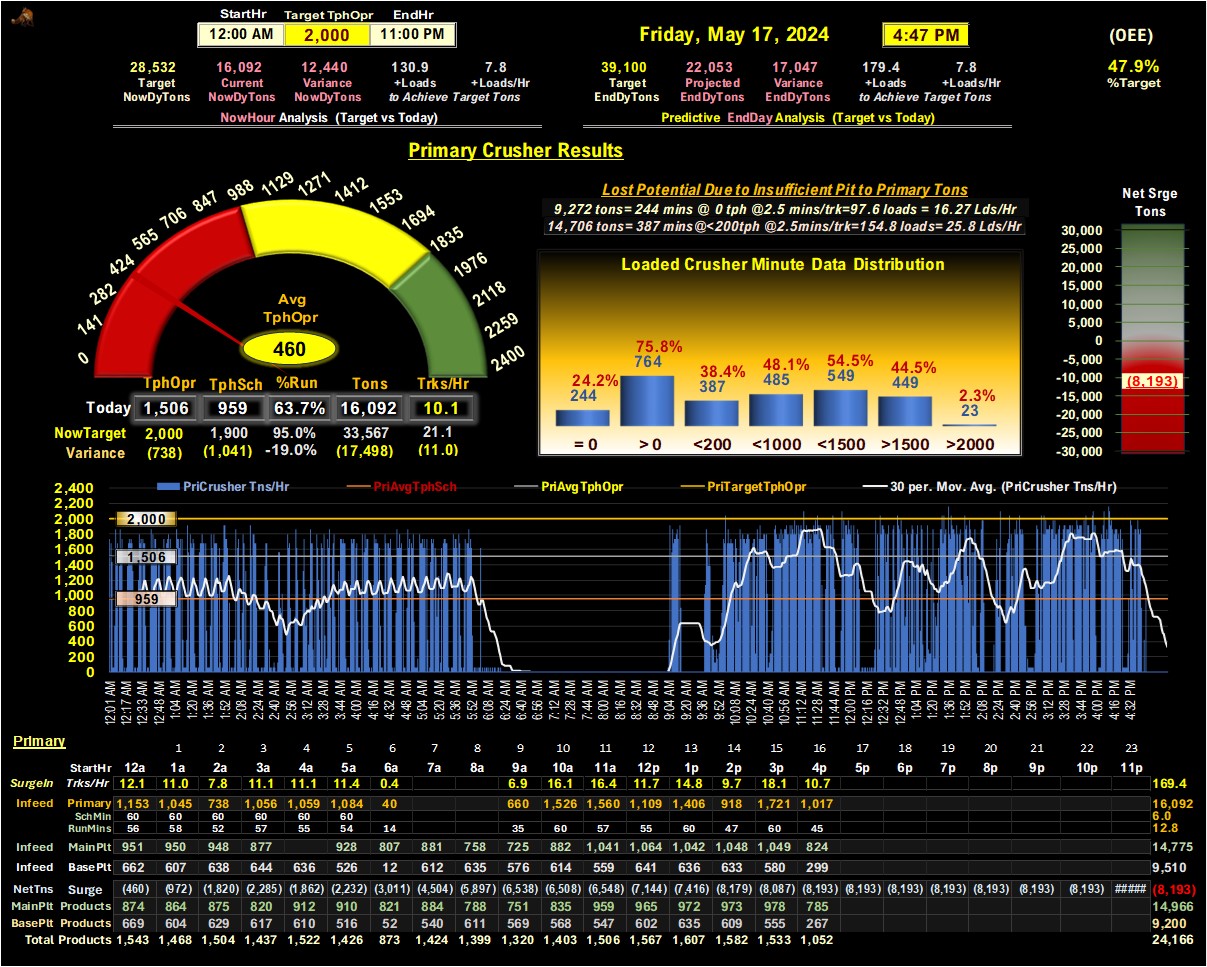 StartHr Target TphOpr EndHr
12:00 AM 2,000 11:00 PM
Friday, May 17, 2024 4:47 PM (OEE)
28,532 16,092 12,440 130.9 7.8 39,100 22,053 17,047 179.4 7.8 47.9%
Target Current Variance +Loads +Loads/Hr Target Projected Variance +Loads +Loads/Hr %Target
NowDyTons NowDyTons NowDyTons to Achieve Target Tons EndDyTons EndDyTons EndDyTons to Achieve Target Tons
NowHour Analysis (Target vs Today) Predictive EndDay Analysis (Target vs Today)
Primary Crusher Results
0 141 282 424 565 706 847 988 1129 1271 1412 1553 1694 1835 1976 2118 2259 2400
Avg
TphOpr
460
TphOpr TphSch %Run Tons Trks/Hr
Today 1,506 959 63.7% 16,092 10.1
NowTarget 2,000 1,900 95.0% 33,567 21.1
Variance (738) (1,041) -19.0% (17,498) (11.0)
Lost Potential Due to Insufficient Pit to Primary Tons
9,272 tons= 244 mins @ 0 tph @2.5 mins/trk=97.6 loads = 16.27 Lds/Hr
14,706 tons= 387 mins@<200tph @2.5mins/trk=154.8 loads= 25.8 Lds/Hr
Loaded Crusher Minute Data Distribution
24.2% 75.8% 38.4% 48.1% 54.5% 44.5% 2.3%
244 764 387 485 549 449 23
= 0 > 0 <200 <1000 <1500 >1500 >2000
Net Srge
Tons
30,000
25,000
20,000
15,000
10,000
5,000
0
-5,000
-10,000
-15,000
-20,000
-25,000
-30,000
(8,193)
PriCrusher Tns/Hr PriAvgTphSch PriAvgTphOpr PriTargetTphOpr 30 per. Mov. Avg. (PriCrusher Tns/Hr)
2,400
2,200
2,000
1,800
1,600
1,400
1,200
1,000
800
600
400
200
0
2,000
1,506
959
12:01 AM 12:17 AM 12:33 AM 12:48 AM 1:04 AM 1:20 AM 1:36 AM 1:52 AM 2:08 AM 2:24 AM 2:40 AM 2:56 AM 3:12 AM 3:28 AM 3:44 AM 4:00 AM 4:16 AM 4:32 AM 4:48 AM 5:04 AM 5:20 AM 5:36 AM 5:52 AM 6:08 AM 6:24 AM 6:40 AM 6:56 AM 7:12 AM 7:28 AM 7:44 AM 8:00 AM 8:16 AM 8:32 AM 8:48 AM 9:04 AM 9:20 AM 9:36 AM 9:52 AM 10:08 AM 10:24 AM 10:40 AM 10:56 AM 11:12 AM 11:28 AM 11:44 AM 12:00 PM 12:16 PM 12:32 PM 12:48 PM 1:04 PM 1:20 PM 1:36 PM 1:52 PM 2:08 PM 2:24 PM 2:40 PM 2:56 PM 3:12 PM 3:28 PM 3:44 PM 4:00 PM 4:16 PM 4:32 PM
Primary 1 2 3 4 5 6 7 8 9 10 11 12 13 14 15 16 17 18 19 20 21 22 23
StartHr 12a 1a 2a 3a 4a 5a 6a 7a 8a 9a 10a 11a 12p 1p 2p 3p 4p 5p 6p 7p 8p 9p 10p 11p
SurgeIn Trks/Hr 12.1 11.0 7.8 11.1 11.1 11.4 0.4 6.9 16.1 16.4 11.7 14.8 9.7 18.1 10.7 169.4
Infeed Primary 1,153 1,045 738 1,056 1,059 1,084 40 660 1,526 1,560 1,109 1,406 918 1,721 1,017 16,092
SchMin 60 60 60 60 60 60 6.0
RunMins 56 58 52 57 55 54 14 35 60 57 55 60 47 60 45 12.8
Infeed MainPlt 951 950 948 877 928 807 881 758 725 882 1,041 1,064 1,042 1,048 1,049 824 14,775
Infeed BasePlt 662 607 638 644 636 526 12 612 635 576 614 559 641 636 633 580 299 9,510
NetTns Surge (460) (972) (1,820) (2,285) (1,862) (2,232) (3,011) (4,504) (5,897) (6,538) (6,508) (6,548) (7,144) (7,416) (8,179) (8,087) (8,193) (8,193) (8,193) (8,193) (8,193) (8,193) (8,193) ##### (8,193)
MainPlt Products 874 864 875 820 912 910 821 884 788 751 835 959 965 972 973 978 785 14,966
BasePlt Products 669 604 629 617 610 516 52 540 611 569 568 547 602 635 609 555 267 9,200
Total Products 1,543 1,468 1,504 1,437 1,522 1,426 873 1,424 1,399 1,320 1,403 1,506 1,567 1,607 1,582 1,533 1,052 24,166